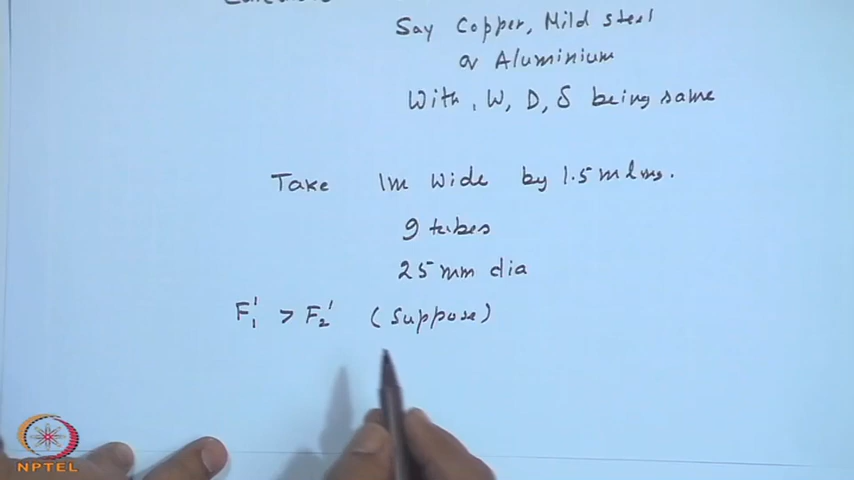 Say Copper, Mild steel
or Aluminium
With, W, D, δ being same
Take 1m wide by 1.5 m long.
9 tubes
25 mm dia
F₁' > F₂' (Suppose)
NPTEL